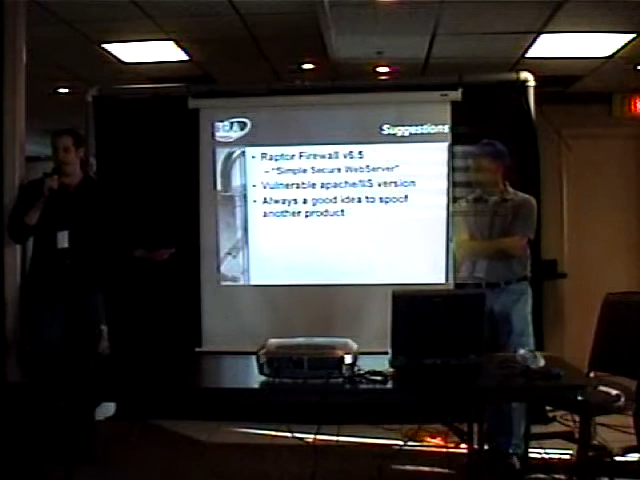 Suggestions
• Raptor Firewall v6.5
– "Simple Secure WebServer"
• Vulnerable apache/IIS version
• Always a good idea to spoof
another product